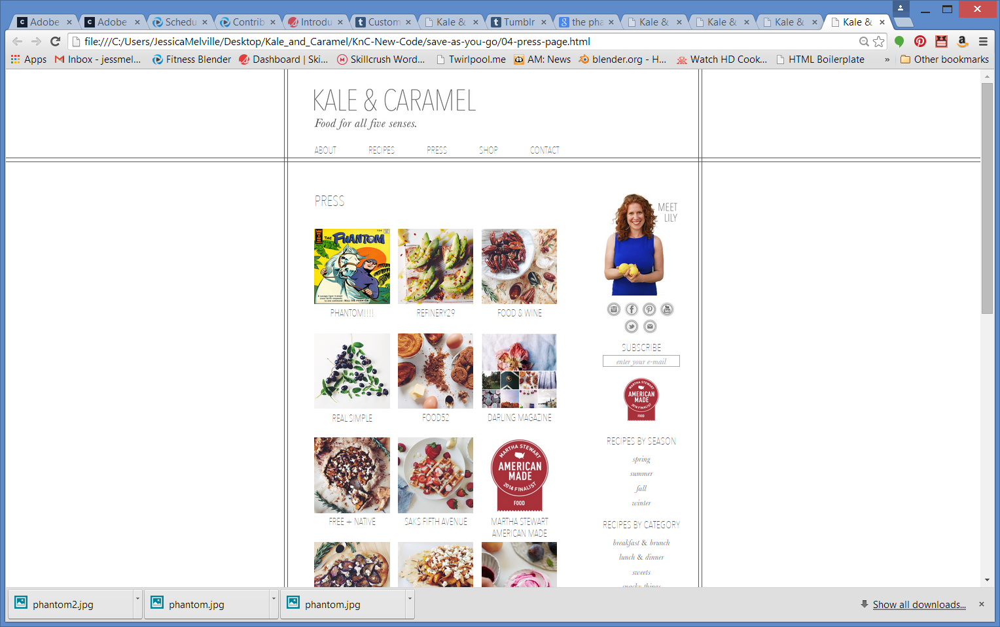 Adobe
Adobe
Schedu
Contrib
Introdu
Custom
Kale &
Tumblr
the pha
Kale &
Kale &
Kale &
Kale &
file:///C:/Users/JessicaMelville/Desktop/Kale_and_Caramel/KnC-New-Code/save-as-you-go/04-press-page.html
Apps
Inbox - jessmel...
Fitness Blender
Dashboard | Ski...
Skillcrush Word...
Twirlpool.me
AM: News
blender.org - H...
Watch HD Cook...
HTML Boilerplate
»
Other bookmarks
KALE & CARAMEL
Food for all five senses.
ABOUT
RECIPES
PRESS
SHOP
CONTACT
PRESS
THE PHANTOM
PHANTOM!!!!
REFINERY29
FOOD & WINE
REAL SIMPLE
FOOD52
DARLING MAGAZINE
FREE + NATIVE
SAKS FIFTH AVENUE
MARTHA STEWART
AMERICAN
MADE
2014 FINALIST
FOOD
MARTHA STEWART
AMERICAN MADE
MEET
LILY
SUBSCRIBE
enter your e-mail
MARTHA STEWART
AMERICAN
MADE
2014 FINALIST
FOOD
RECIPES BY SEASON
spring
summer
fall
winter
RECIPES BY CATEGORY
breakfast & brunch
lunch & dinner
sweets
snacky things
phantom2.jpg
phantom.jpg
phantom.jpg
Show all downloads...